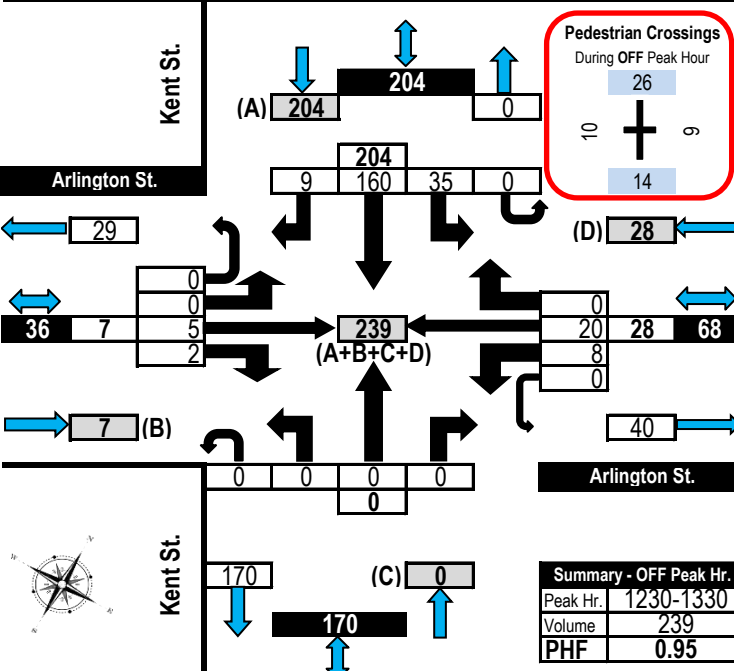 Kent St.
Arlington St.
204
(A) 204
0
Pedestrian Crossings
During OFF Peak Hour
26
10
9
14
204
9 160 35 0
29
(D) 28
0
0
36 7 5
2
239
(A+B+C+D)
0
20 28 68
8
0
7 (B)
40
0 0 0 0
0
Arlington St.
Kent St.
170
(C) 0
170
N
W
E
S
Summary - OFF Peak Hr.
Peak Hr. 1230-1330
Volume 239
PHF 0.95